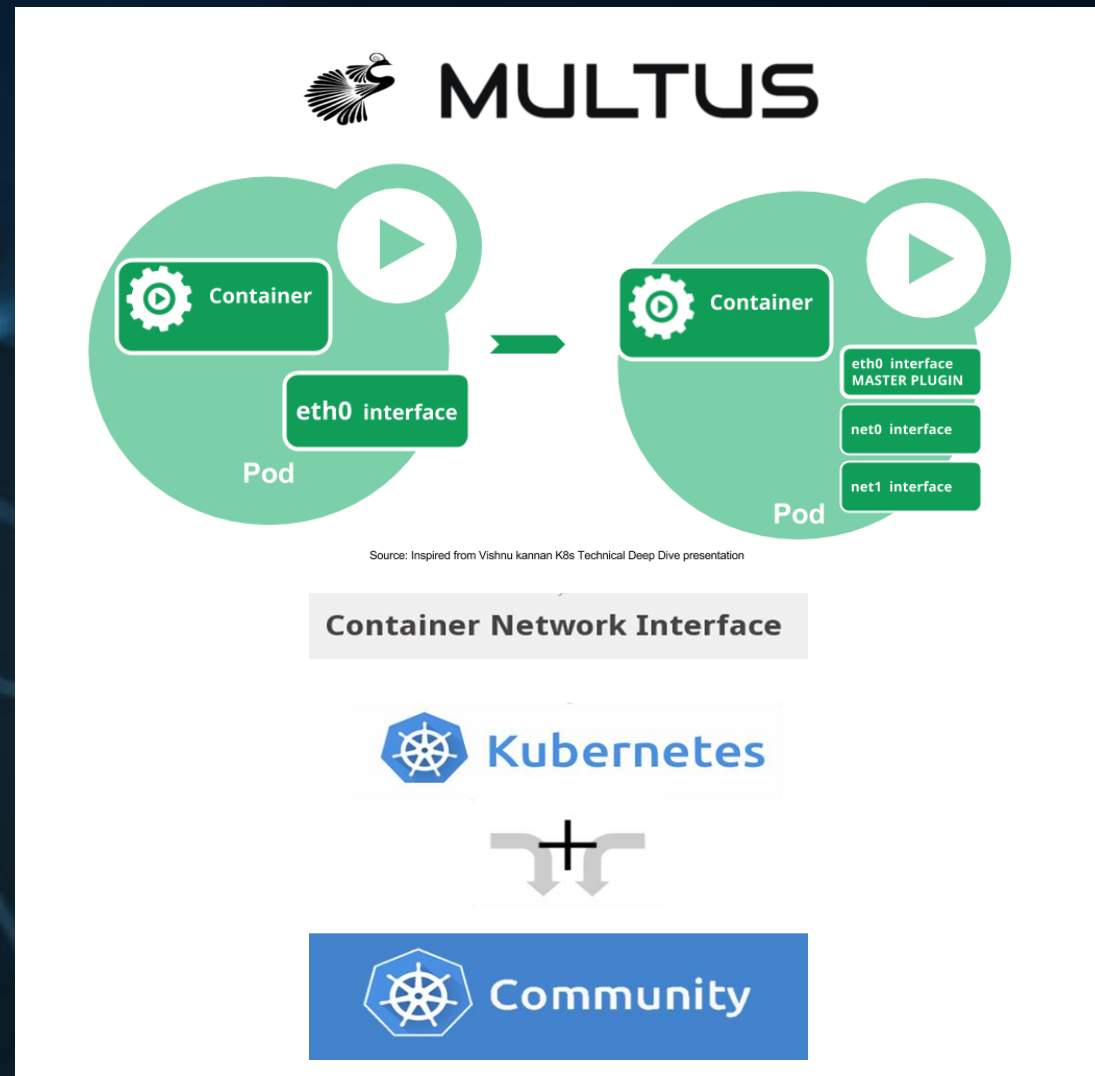 MULTUS
Container
eth0 interface
Pod
Container
eth0 interface
MASTER PLUGIN
net0 interface
net1 interface
Pod
Source: Inspired from Vishnu kannan K8s Technical Deep Dive presentation
Container Network Interface
Kubernetes
Community